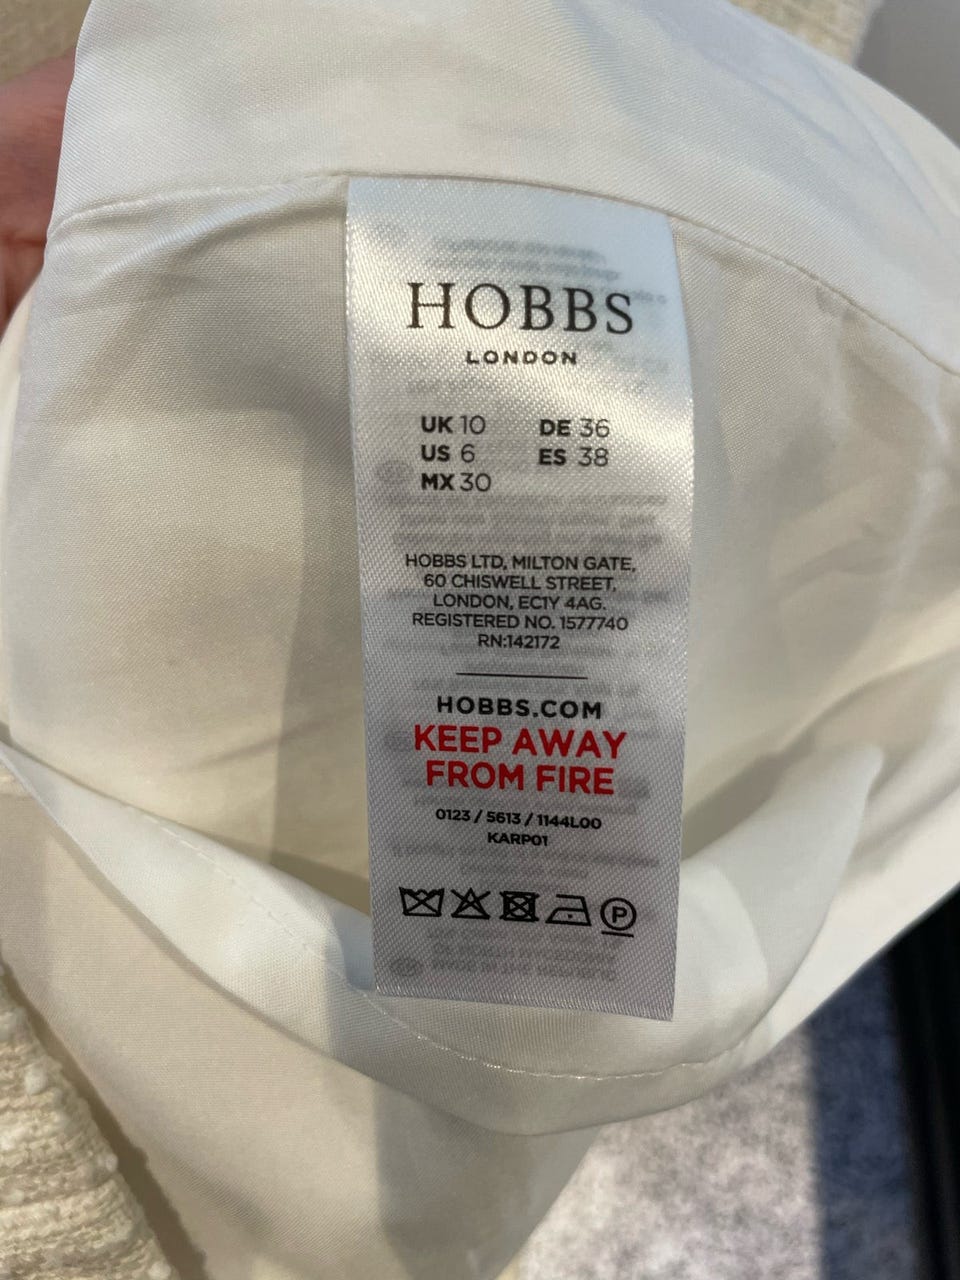 HOBBS
LONDON
UK 10 DE 36
US 6 ES 38
MX 30
HOBBS LTD, MILTON GATE,
60 CHISWELL STREET,
LONDON, EC1Y 4AG.
REGISTERED NO. 1577740
RN:142172
HOBBS.COM
KEEP AWAY
FROM FIRE
0123 / 5613 / 1144L00
KARP01
P